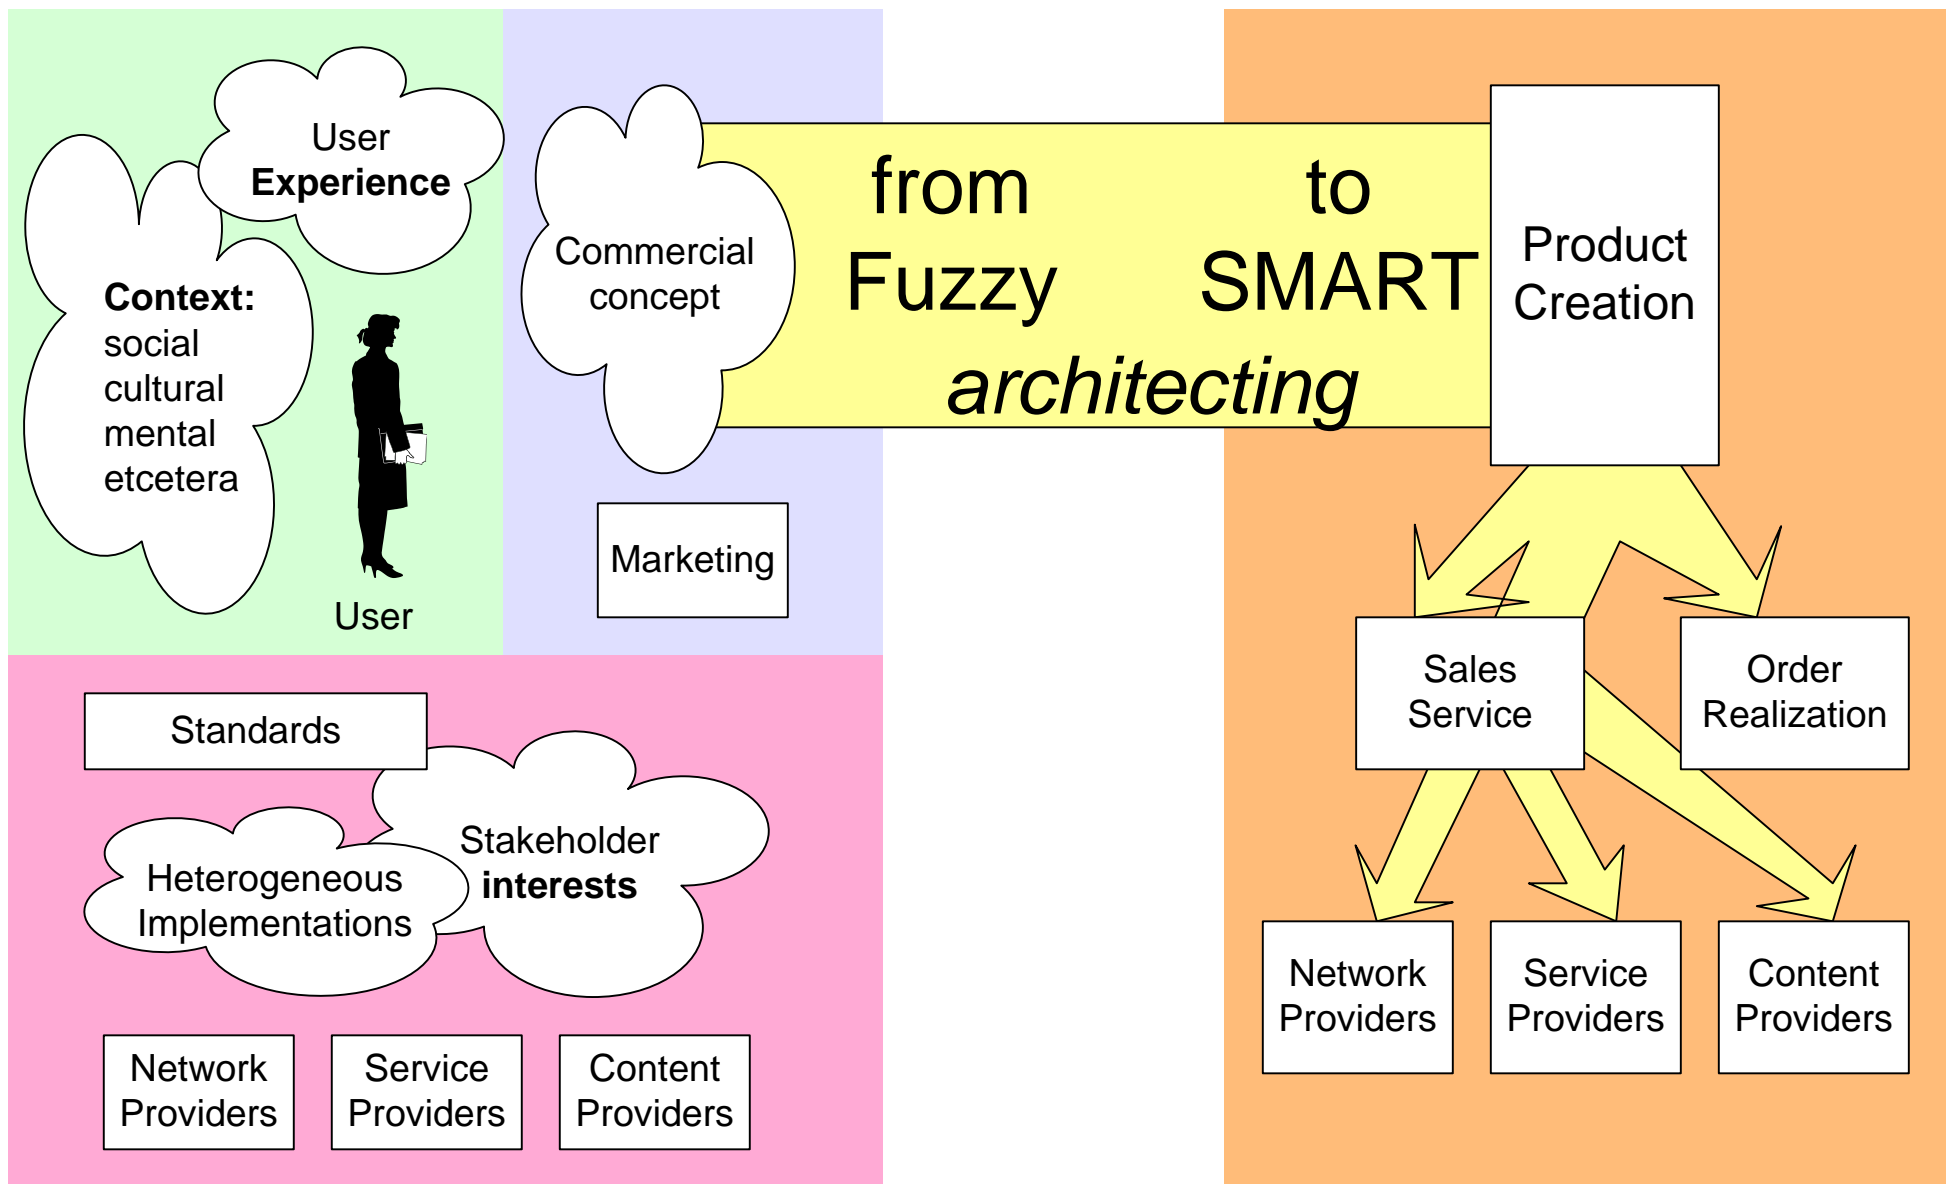 User
Experience
Context:
social
cultural
mental
etcetera
User
Commercial
concept
Marketing
from to
Fuzzy SMART
architecting
Product
Creation
Sales
Service
Order
Realization
Network
Providers
Service
Providers
Content
Providers
Standards
Stakeholder
interests
Heterogeneous
Implementations
Network
Providers
Service
Providers
Content
Providers